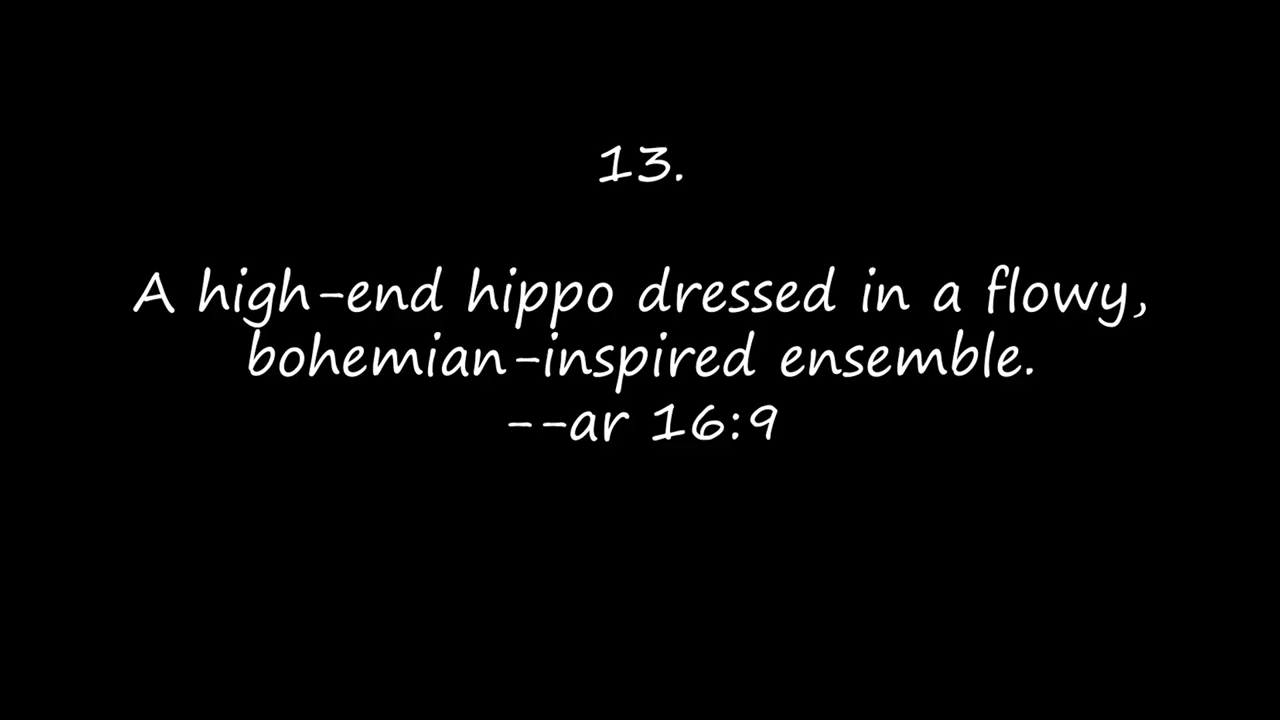 13.
A high-end hippo dressed in a flowy,
bohemian-inspired ensemble.
--ar 16:9